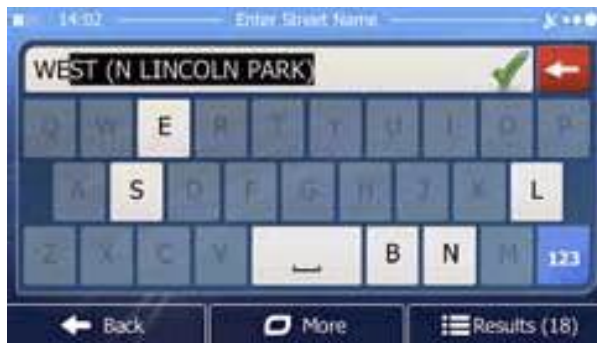 14:02 Enter Street Name
WEST (N LINCOLN PARK)
Q W E R T Y U I O P
A S D F G H J K L
Z X C V B N M 123
Back More Results (18)